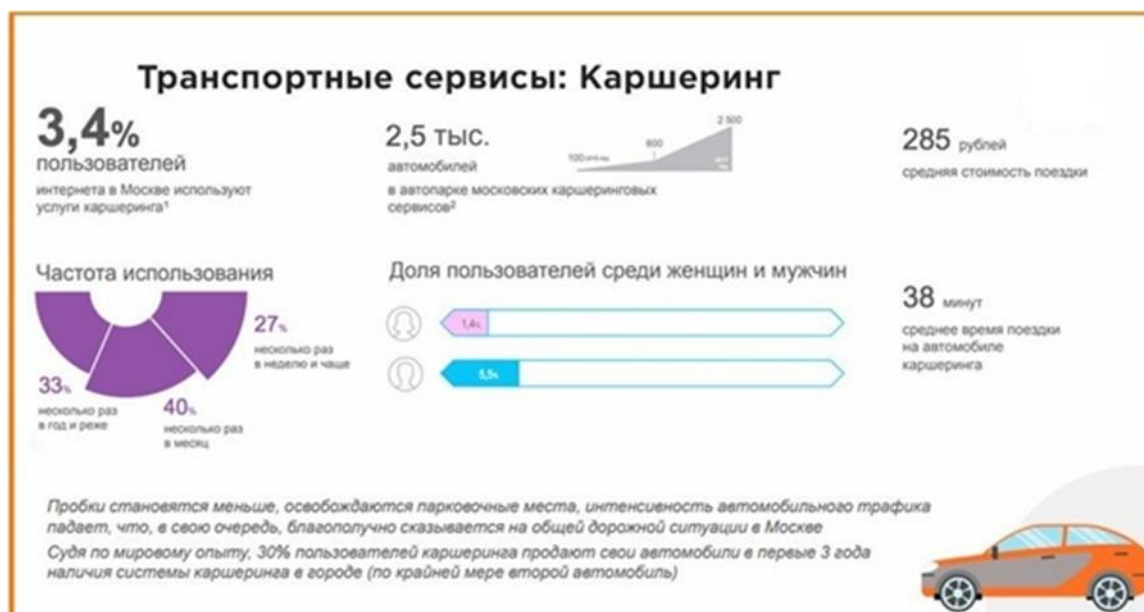 Транспортные сервисы: Каршеринг
3,4%
пользователей
интернета в Москве используют
услуги каршеринга¹
2,5 тыс.
автомобилей
в автопарке московских каршеринговых
сервисов²
100
600
2 500
285 рублей
средняя стоимость поездки
Частота использования
27%
несколько раз
в неделю и чаще
33%
несколько раз
в год и реже
40%
несколько раз
в месяц
Доля пользователей среди женщин и мужчин
1,4%
5,5%
38 минут
среднее время поездки
на автомобиле
каршеринга
Пробки становятся меньше, освобождаются парковочные места, интенсивность автомобильного трафика
падает, что, в свою очередь, благополучно сказывается на общей дорожной ситуации в Москве
Судя по мировому опыту, 30% пользователей каршеринга продают свои автомобили в первые 3 года
наличия системы каршеринга в городе (по крайней мере второй автомобиль)